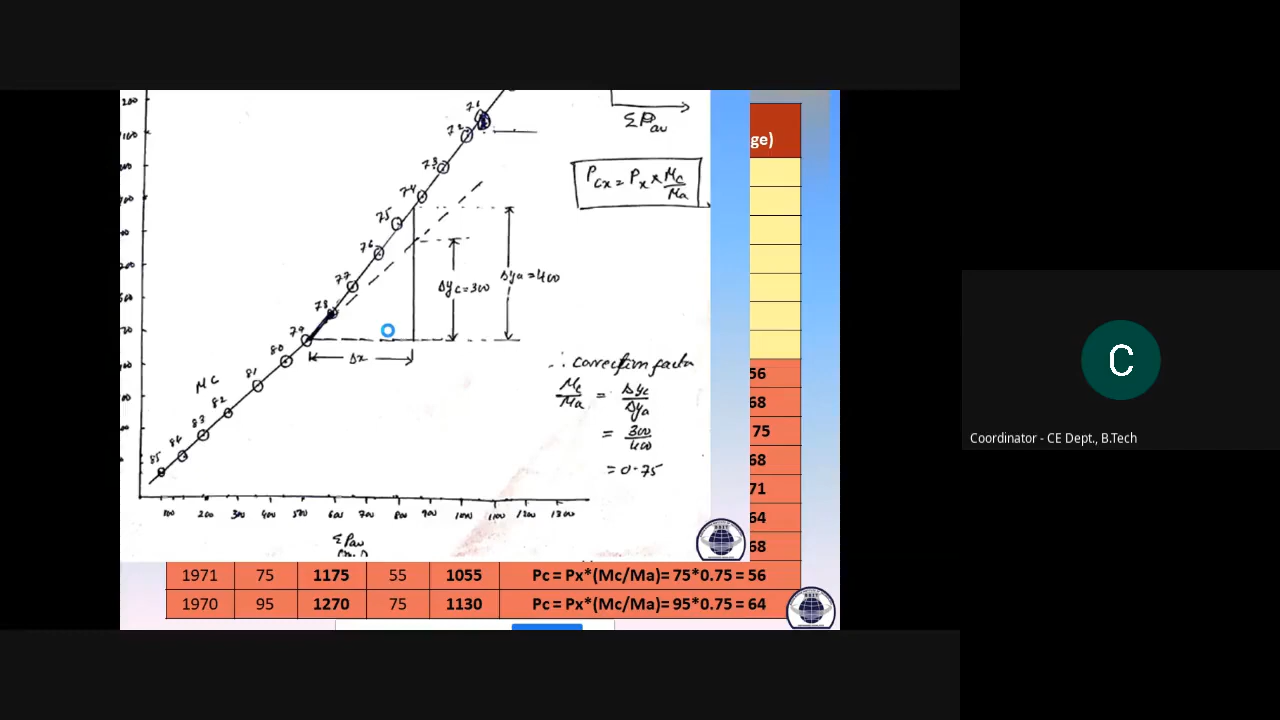 200
71
ΣPav
ge)
72
73
Pcx = Px × Mc/Ma
74
75
76
Δya = 400
Δyc = 300
77
78
79
80
Δx
∴ correction factor
56
MC
81
Mc/Ma = Δyc/Δya
68
82
83
= 300/400
75
84
85
= 0.75
68
71
100 200 300 400 500 600 700 800 900 1000 1100 1200 1300
64
ΣPav
68
1971 75 1175 55 1055 Pc = Px*(Mc/Ma)= 75*0.75 = 56
1970 95 1270 75 1130 Pc = Px*(Mc/Ma)= 95*0.75 = 64
C
Coordinator - CE Dept., B.Tech